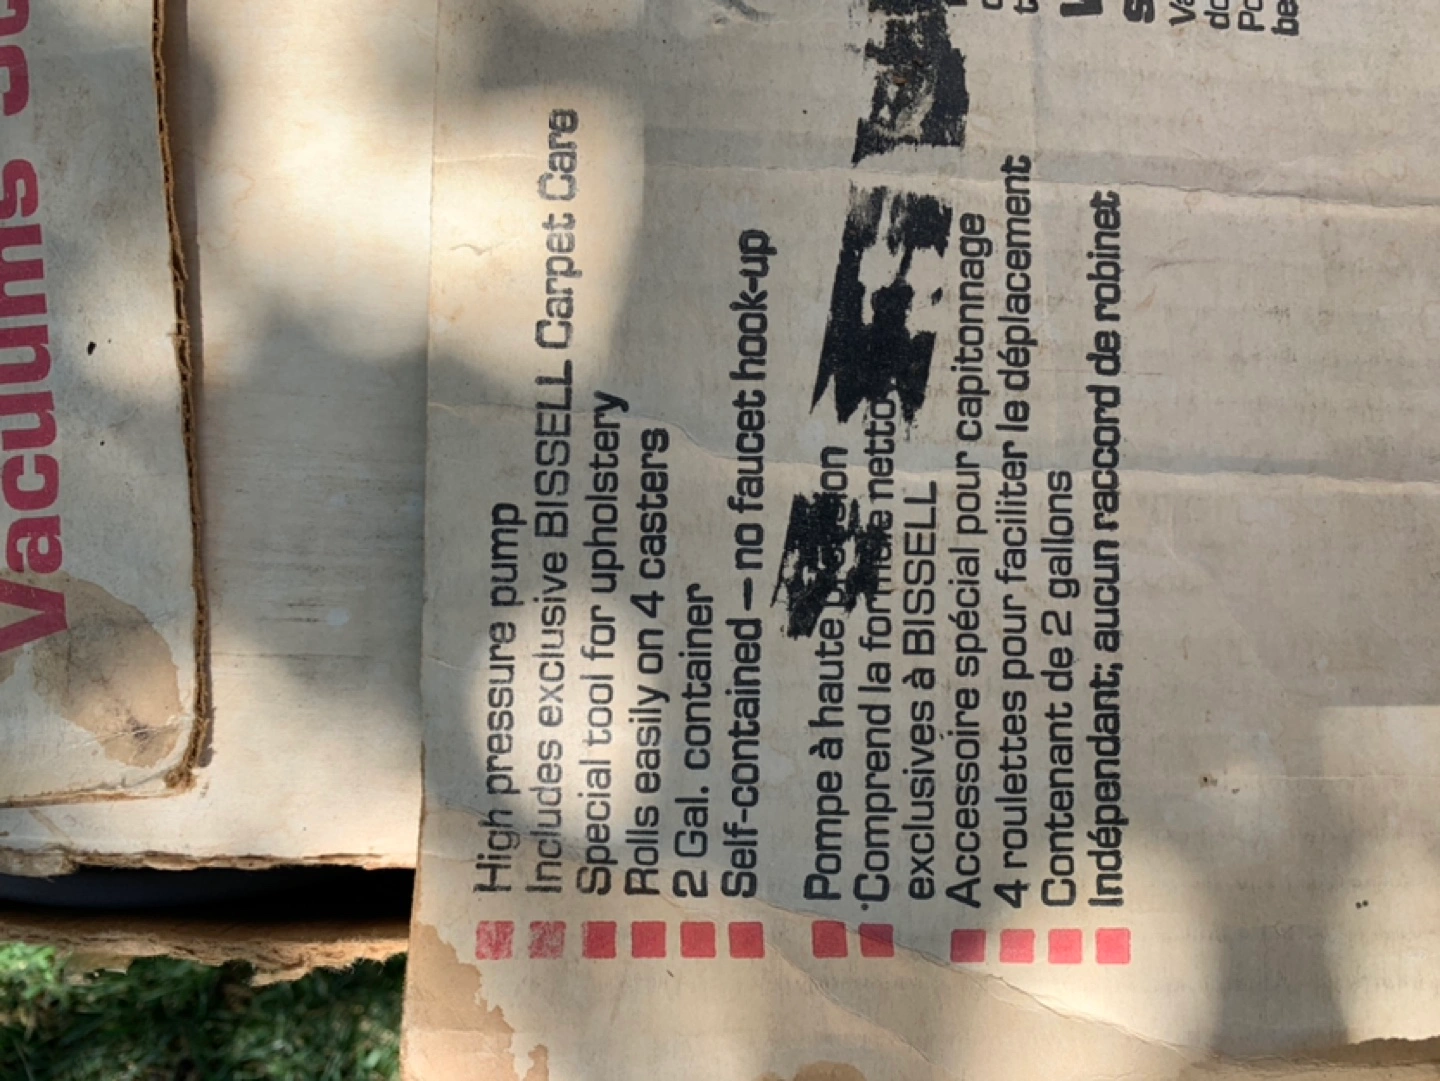 Vacuums
High pressure pump
Includes exclusive BISSELL Carpet Care
Special tool for upholstery
Rolls easily on 4 casters
2 Gal. container
Self-contained – no faucet hook-up
Pompe à haute
Comprend la formule netto
exclusives à BISSELL
Accessoire spécial pour capitonnage
4 roulettes pour faciliter le déplacement
Contenant de 2 gallons
Indépendant; aucun raccord de robinet